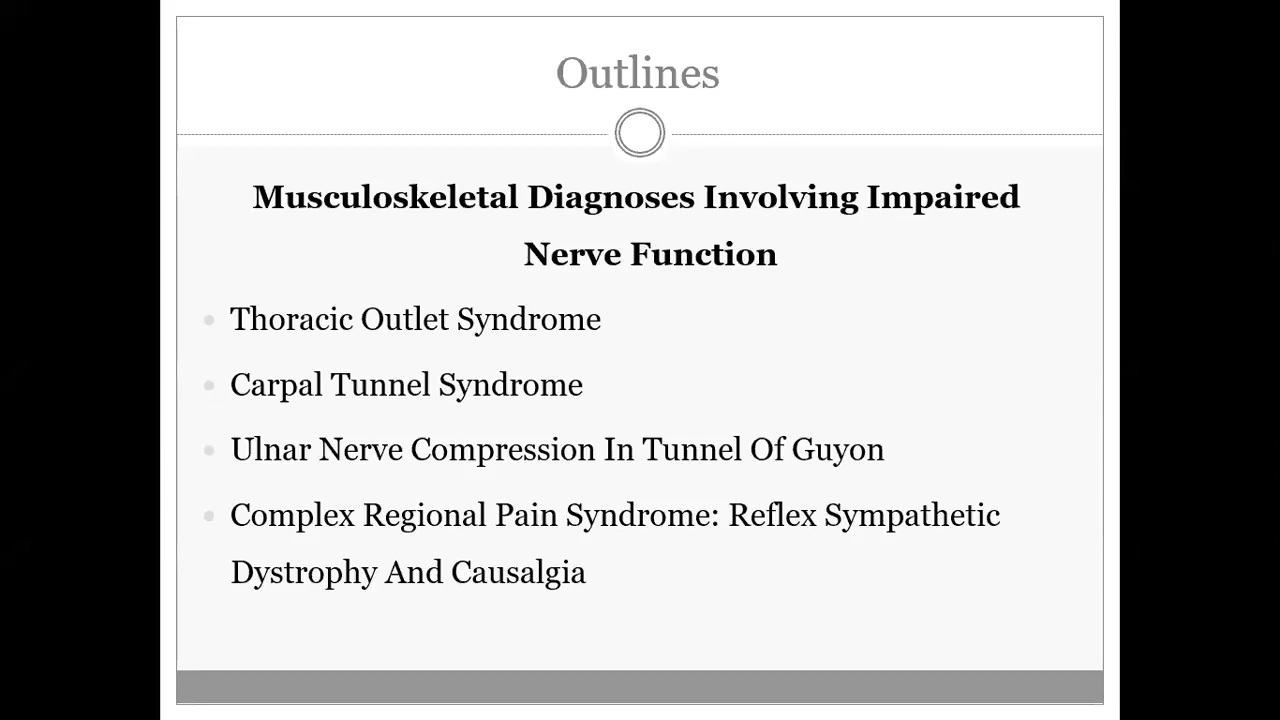 Outlines
Musculoskeletal Diagnoses Involving Impaired
Nerve Function
Thoracic Outlet Syndrome
Carpal Tunnel Syndrome
Ulnar Nerve Compression In Tunnel Of Guyon
Complex Regional Pain Syndrome: Reflex Sympathetic
Dystrophy And Causalgia